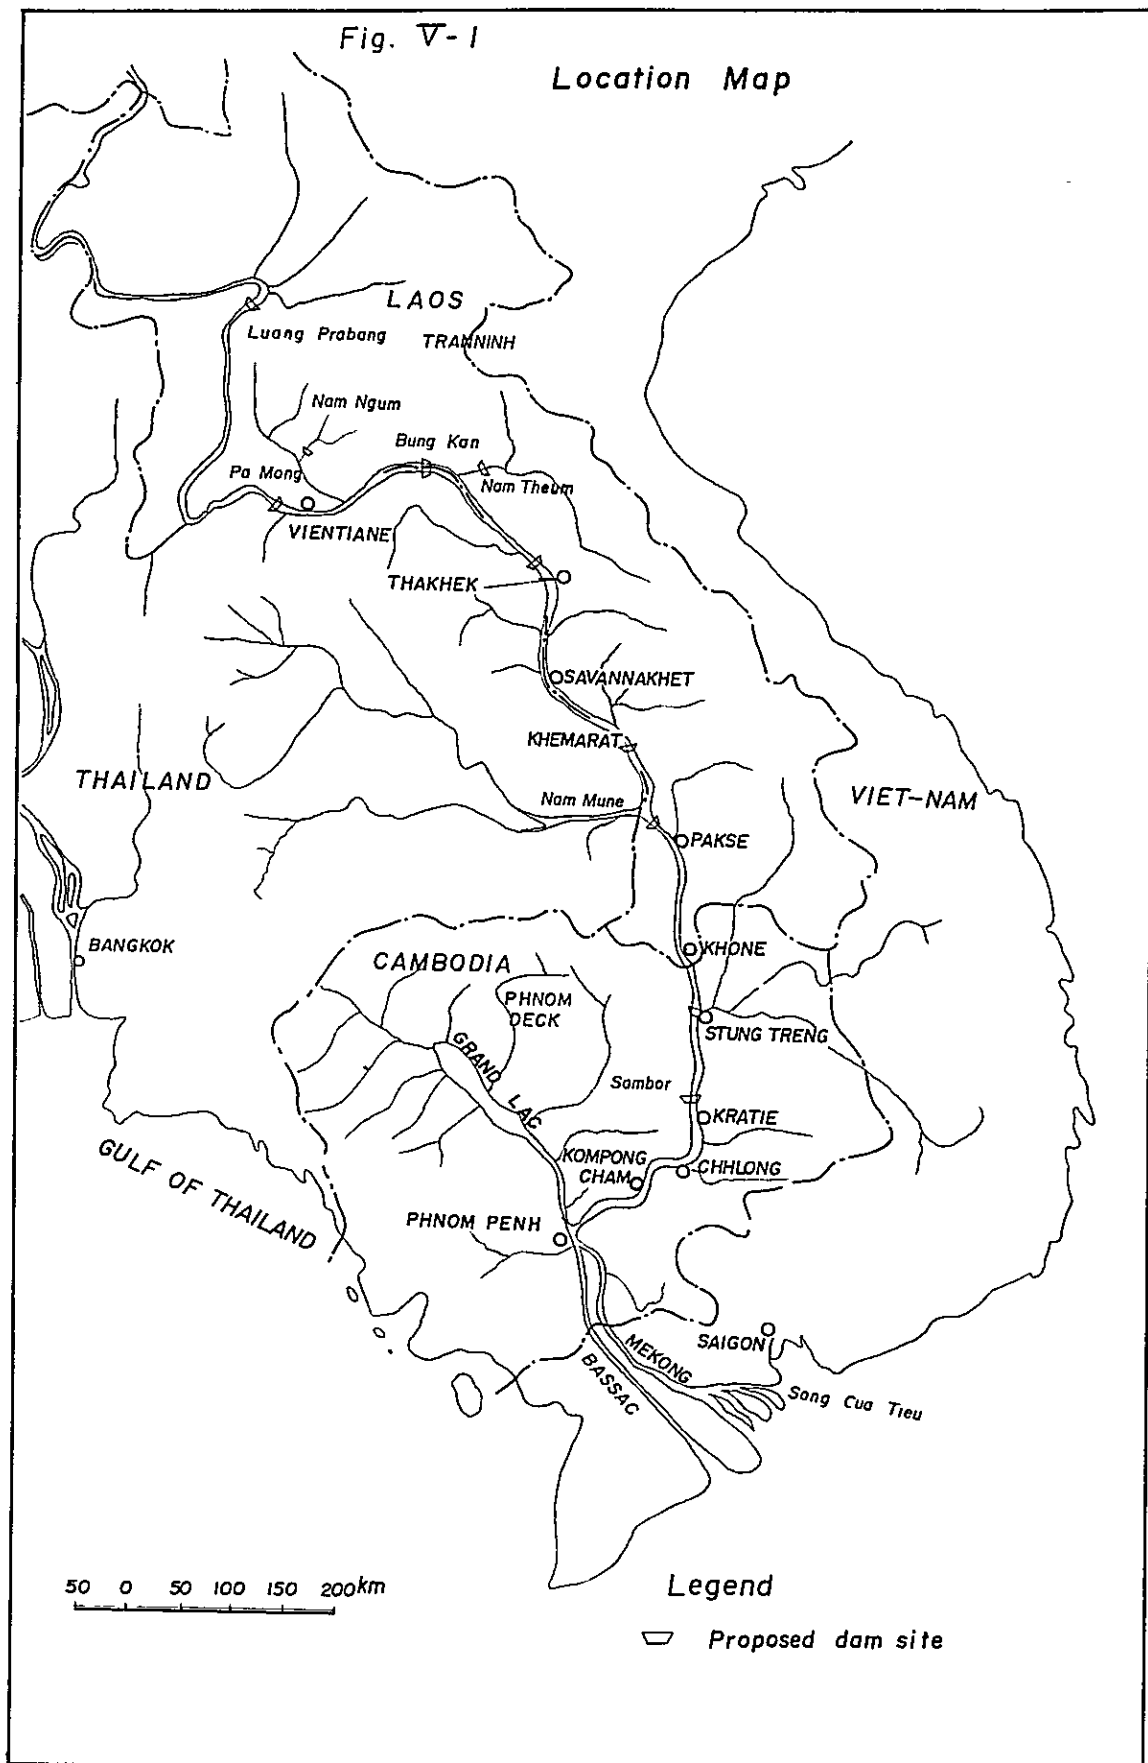 Fig. V-1
Location Map
LAOS
Luang Prabang
TRANNINH
Nam Ngum
Bung Kan
Pa Mong
Nam Theum
VIENTIANE
THAKHEK
SAVANNAKHET
KHEMARAT
THAILAND
Nam Mune
VIET-NAM
PAKSE
BANGKOK
KHONE
CAMBODIA
PHNOM
DECK
STUNG TRENG
GRAND LAC
Sambor
KRATIE
KOMPONG
CHAM
CHHLONG
GULF OF THAILAND
PHNOM PENH
SAIGON
MEKONG
BASSAC
Song Cua Tieu
50 0 50 100 150 200km
Legend
Proposed dam site